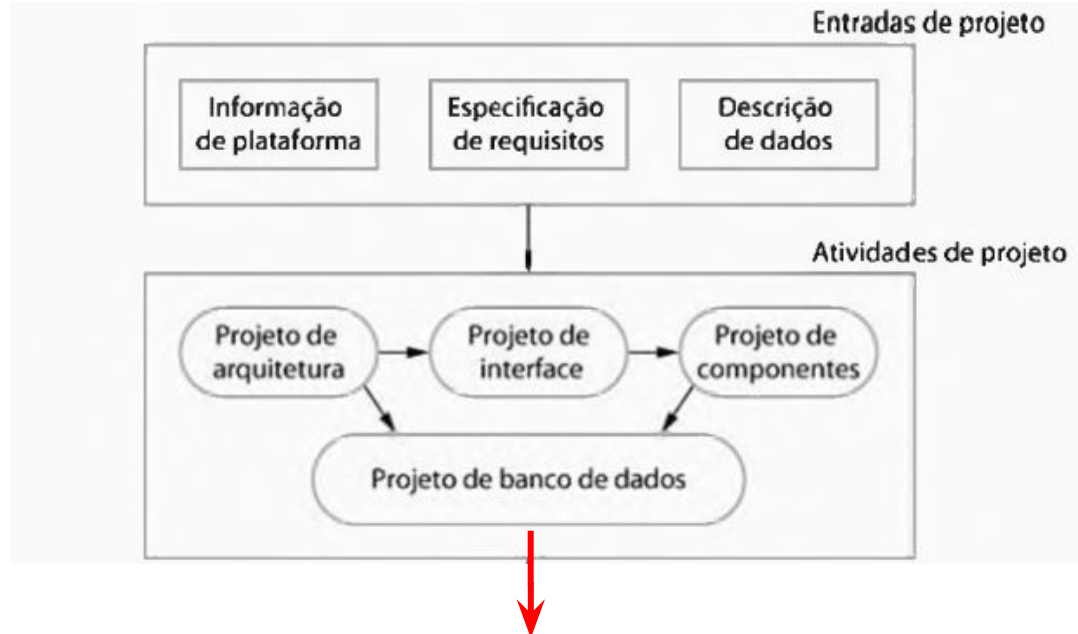 Entradas de projeto
Informação
de plataforma
Especificação
de requisitos
Descrição
de dados
Atividades de projeto
Projeto de
arquitetura
Projeto de
interface
Projeto de
componentes
Projeto de banco de dados